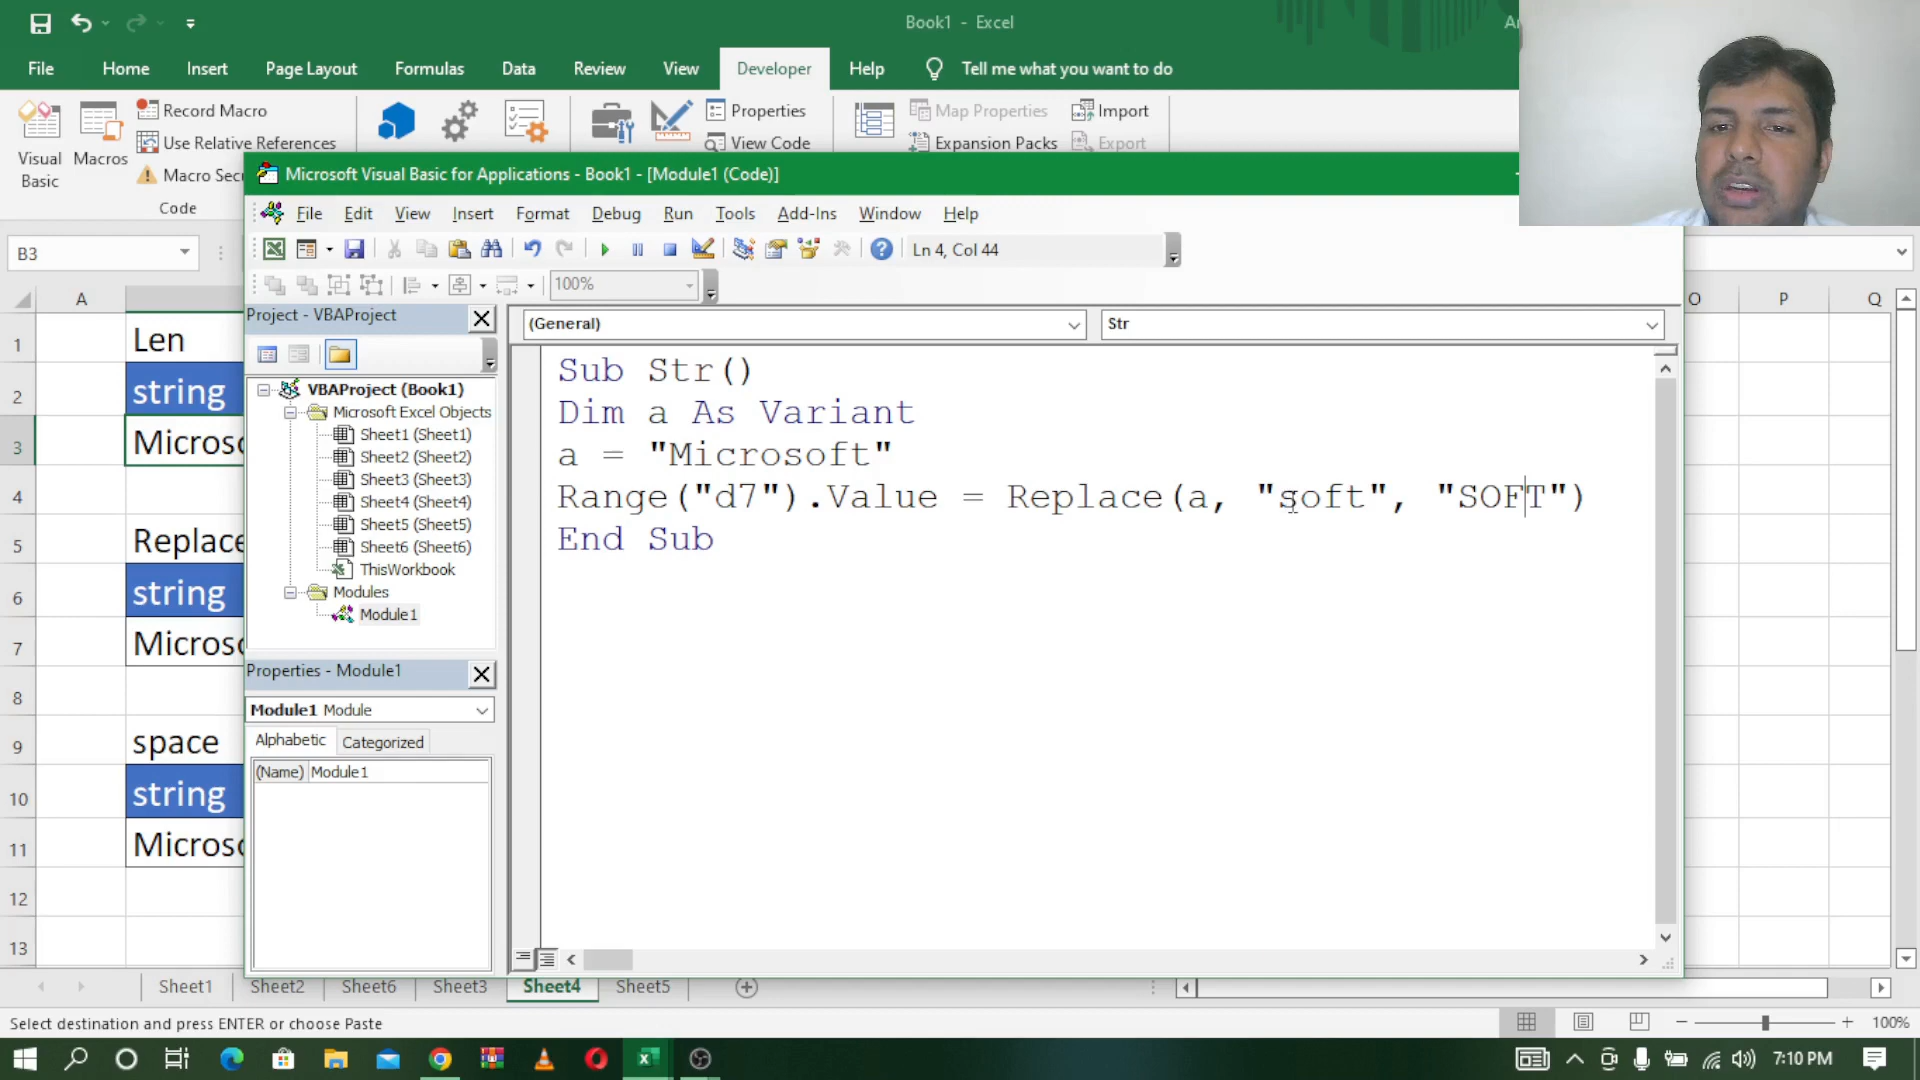 Book1 - Excel
File Home Insert Page Layout Formulas Data Review View Developer Help Tell me what you want to do
Visual Basic
Macros
Record Macro
Use Relative References
Macro Secu
Code
Properties
View Code
Map Properties
Expansion Packs
Import
Export
Microsoft Visual Basic for Applications - Book1 - [Module1 (Code)]
File Edit View Insert Format Debug Run Tools Add-Ins Window Help
Ln 4, Col 44
100%
B3
Project - VBAProject
VBAProject (Book1)
Microsoft Excel Objects
Sheet1 (Sheet1)
Sheet2 (Sheet2)
Sheet3 (Sheet3)
Sheet4 (Sheet4)
Sheet5 (Sheet5)
Sheet6 (Sheet6)
ThisWorkbook
Modules
Module1
Properties - Module1
Module1 Module
Alphabetic Categorized
(Name) Module1
(General) Str
Sub Str()
Dim a As Variant
a = "Microsoft"
Range("d7").Value = Replace(a, "soft", "SOFT")
End Sub
A O P Q
1 Len
2 string
3 Microso
4
5 Replace
6 string
7 Microso
8
9 space
10 string
11 Microso
12
13
Sheet1 Sheet2 Sheet6 Sheet3 Sheet4 Sheet5
Select destination and press ENTER or choose Paste
100%
7:10 PM